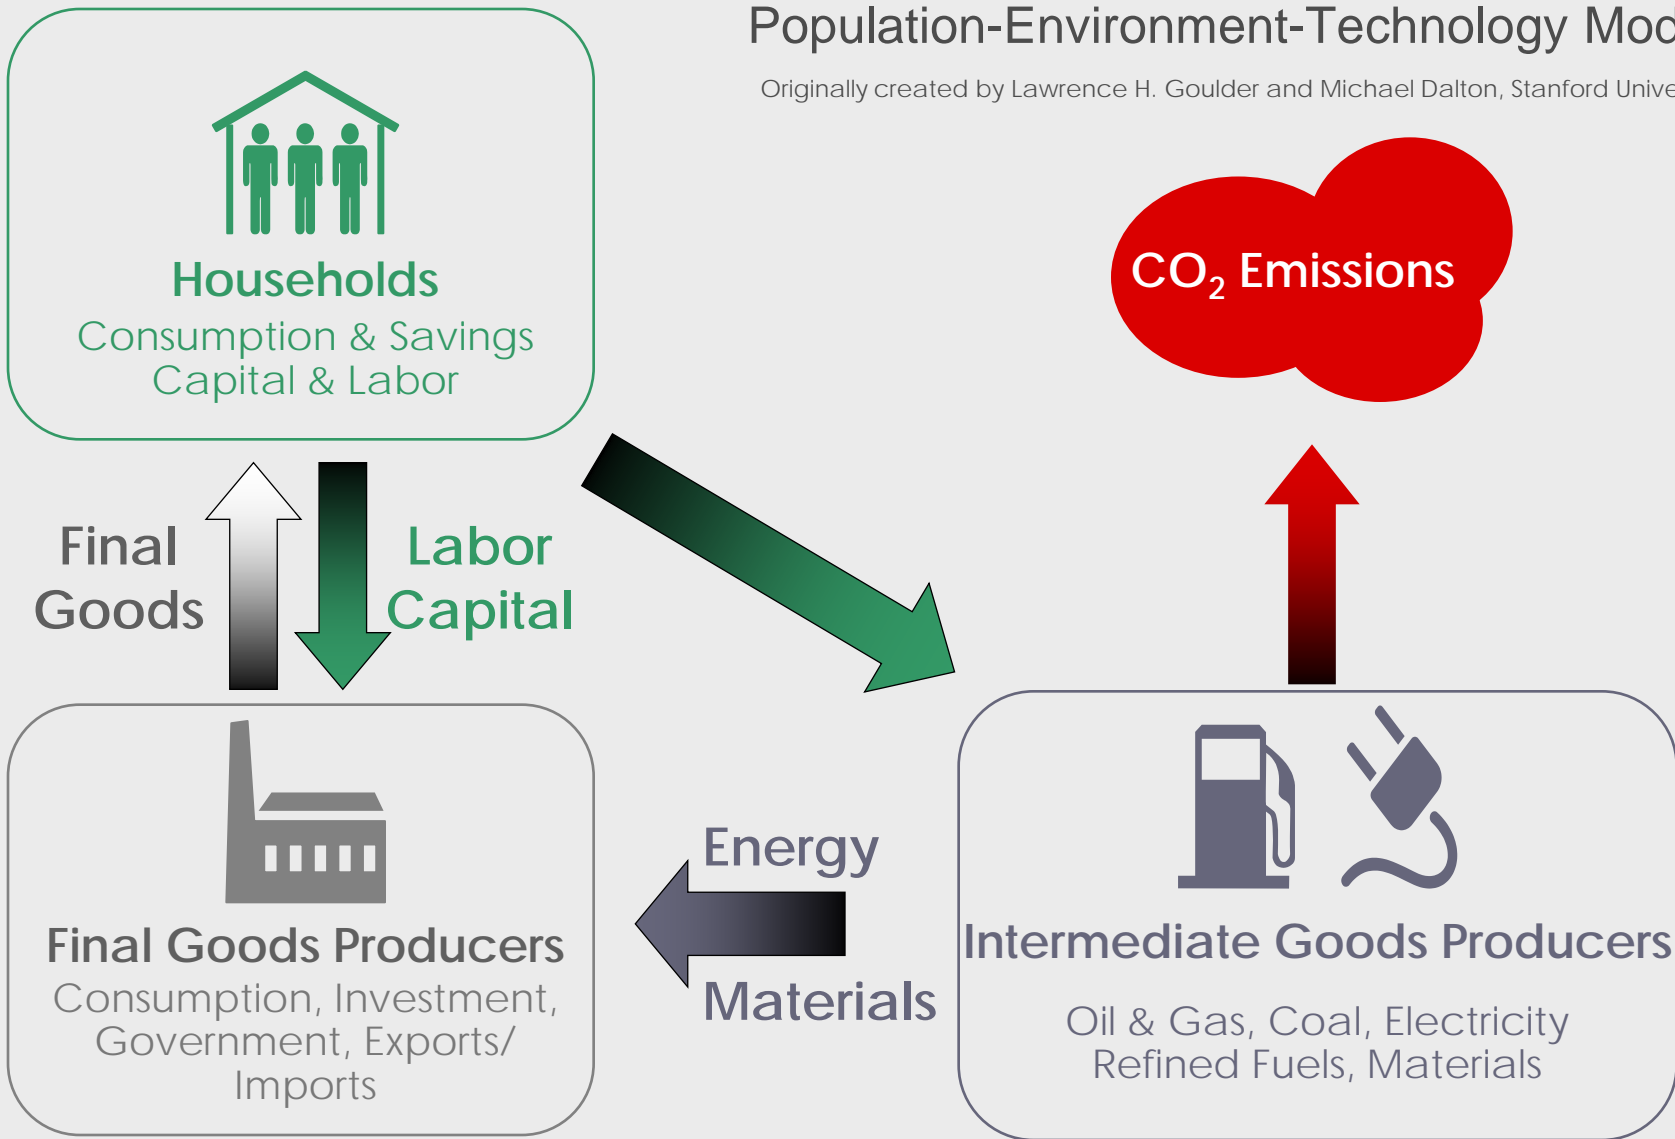 Population-Environment-Technology Mod
Originally created by Lawrence H. Goulder and Michael Dalton, Stanford Unive
Households
Consumption & Savings
Capital & Labor
CO₂ Emissions
Final
Goods
Labor
Capital
Final Goods Producers
Consumption, Investment,
Government, Exports/
Imports
Energy
Materials
Intermediate Goods Producers
Oil & Gas, Coal, Electricity
Refined Fuels, Materials